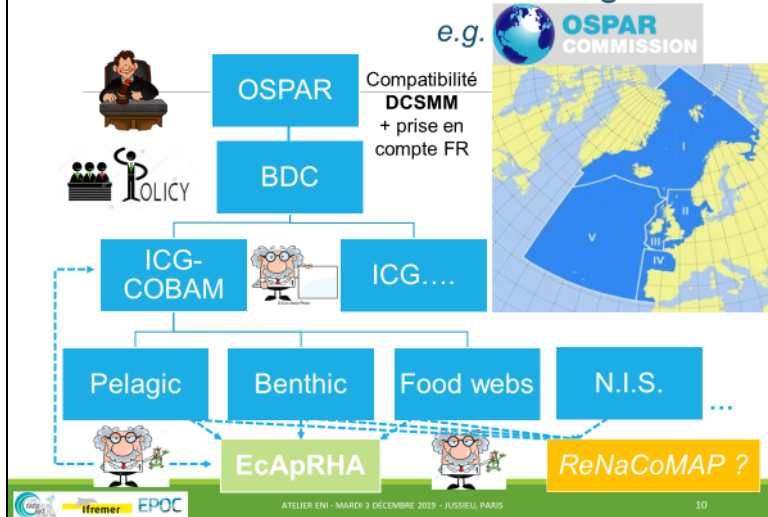 e.g.
OSPAR
COMMISSION
OSPAR
Compatibilité
DCSMM
+ prise en
compte FR
POLICY
BDC
I
II
III
IV
V
ICG-
COBAM
ICG....
Pelagic
Benthic
Food webs
N.I.S.
...
EcApRHA
ReNaCoMAP ?
Ifremer
EPOC
ATELIER ENI - MARDI 3 DÉCEMBRE 2019 - JUSSIEU, PARIS
10